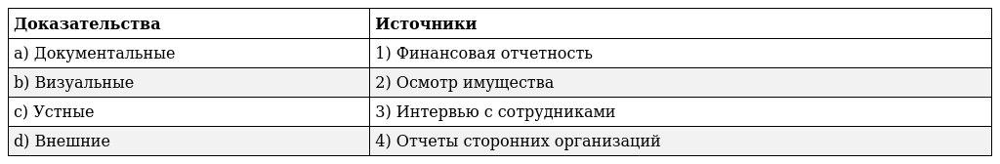 Доказательства Источники
a) Документальные 1) Финансовая отчетность
b) Визуальные 2) Осмотр имущества
c) Устные 3) Интервью с сотрудниками
d) Внешние 4) Отчеты сторонних организаций